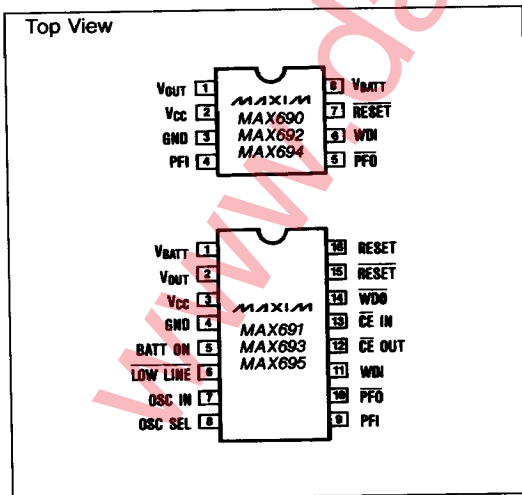 Top View
VOUT 1
VCC 2
GND 3
PFI 4
MAXIM
MAX690
MAX692
MAX694
8 VBATT
7 RESET
6 WDI
5 PFO
VBATT 1
VOUT 2
VCC 3
GND 4
BATT ON 5
LOW LINE 6
OSC IN 7
OSC SEL 8
MAXIM
MAX691
MAX693
MAX695
16 RESET
15 RESET
14 WDO
13 CE IN
12 CE OUT
11 WDI
10 PFO
9 PFI
www.da